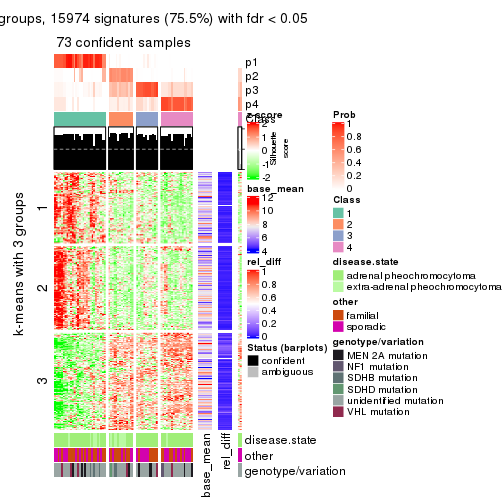 groups, 15974 signatures (75.5%) with fdr < 0.05
73 confident samples
p1
p2
p3
p4
Class
Silhouette
score
k-means with 3 groups
1
2
3
base_mean
rel_diff
disease.state
other
genotype/variation
z-score
2
1
0
-1
-2
base_mean
12
10
8
6
4
rel_diff
1
0.8
0.6
0.4
0.2
0
Status (barplots)
confident
ambiguous
Prob
1
0.8
0.6
0.4
0.2
0
Class
1
2
3
4
disease.state
adrenal pheochromocytoma
extra-adrenal pheochromocytoma
other
familial
sporadic
genotype/variation
MEN 2A mutation
NF1 mutation
SDHB mutation
SDHD mutation
unidentified mutation
VHL mutation